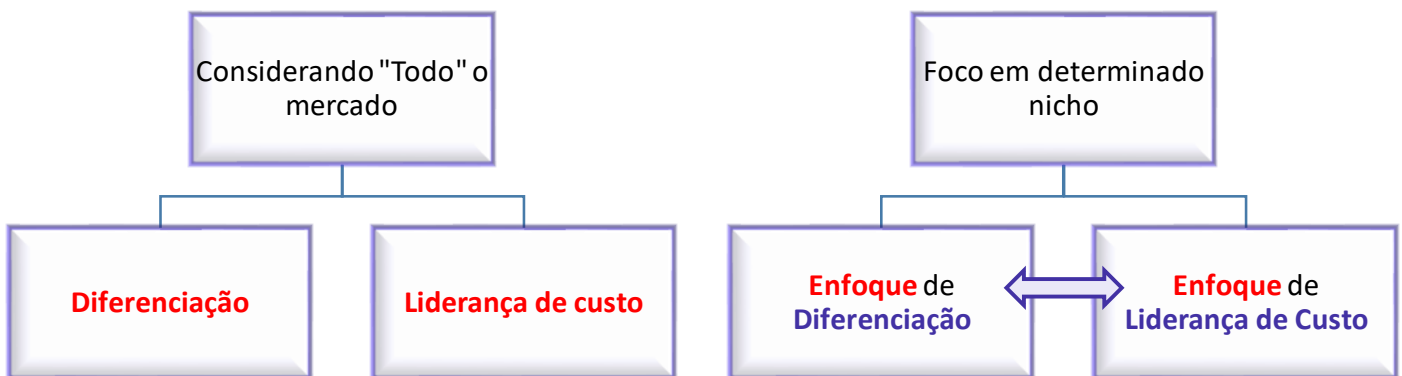 Considerando "Todo" o
mercado
Foco em determinado
nicho
Diferenciação
Liderança de custo
Enfoque de
Diferenciação
Enfoque de
Liderança de Custo